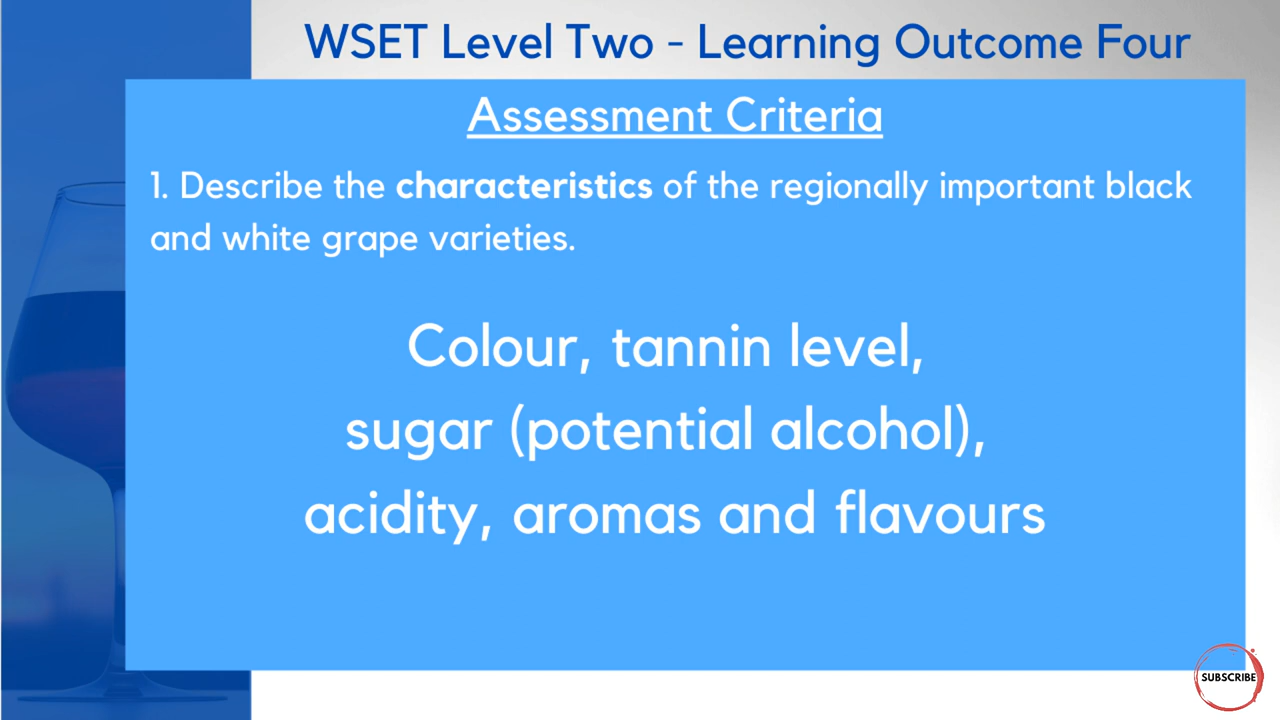 WSET Level Two - Learning Outcome Four
Assessment Criteria
1. Describe the characteristics of the regionally important black
and white grape varieties.
Colour, tannin level,
sugar (potential alcohol),
acidity, aromas and flavours
SUBSCRIBE